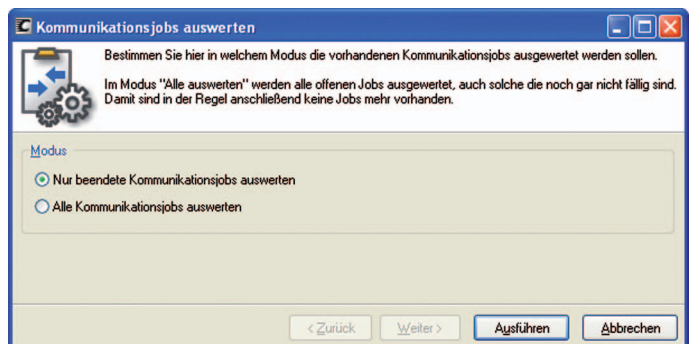 Kommunikationsjobs auswerten
Bestimmen Sie hier in welchem Modus die vorhandenen Kommunikationsjobs ausgewertet werden sollen.
Im Modus "Alle auswerten" werden alle offenen Jobs ausgewertet, auch solche die noch gar nicht fällig sind.
Damit sind in der Regel anschließend keine Jobs mehr vorhanden.
Modus
Nur beendete Kommunikationsjobs auswerten
Alle Kommunikationsjobs auswerten
< Zurück Weiter > Ausführen Abbrechen